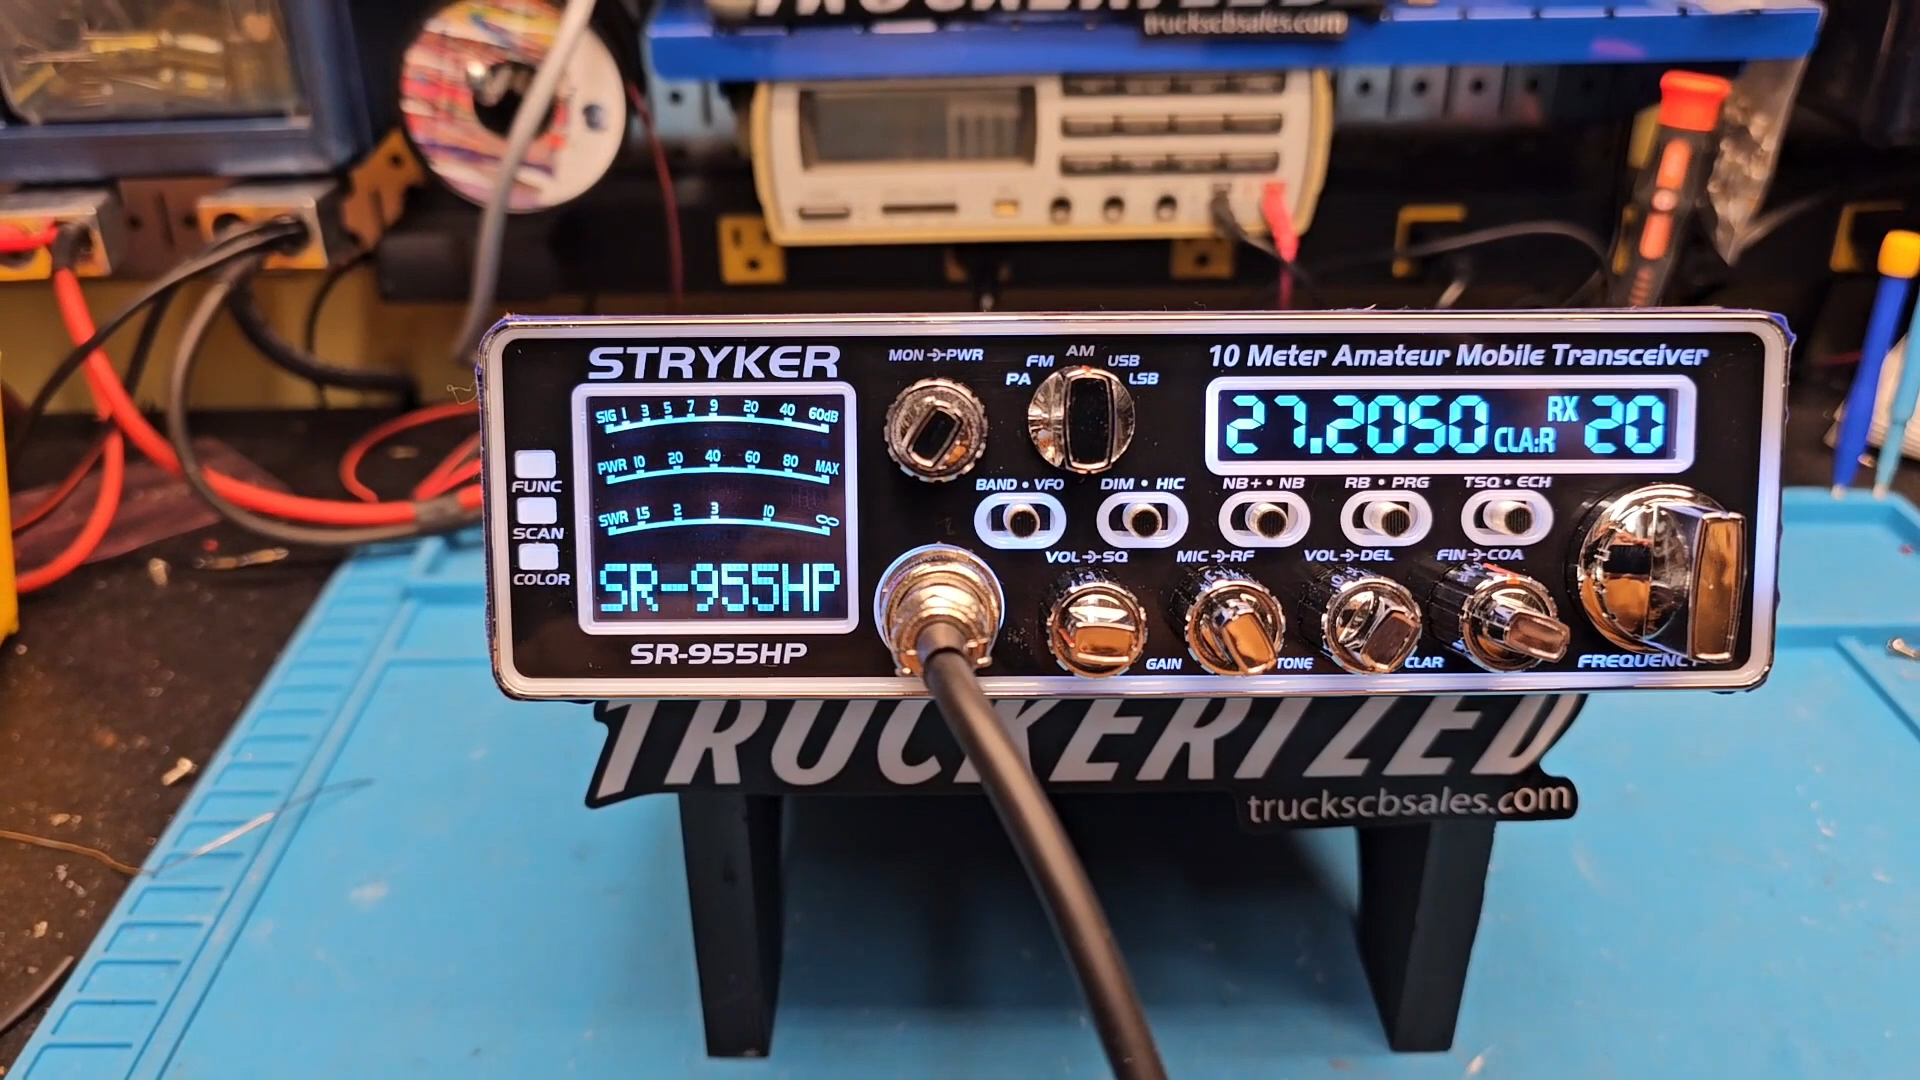 TRUCKERIZED
truckscbsales.com
STRYKER
SIG 1 3 5 7 9 20 40 60dB
PWR 10 20 40 60 80 MAX
SWR 1.5 2 3 10 ∞
SR-955HP
SR-955HP
FUNC
SCAN
COLOR
MON PWR
PA FM AM USB LSB
10 Meter Amateur Mobile Transceiver
27.2050 CLA:R RX 20
BAND • VFO
DIM • HIC
NB+ • NB
RB • PRG
TSQ • ECH
VOL SQ
MIC RF
VOL DEL
FIN COA
GAIN
TONE
CLAR
FREQUENCY
TRUCKERIZED
truckscbsales.com